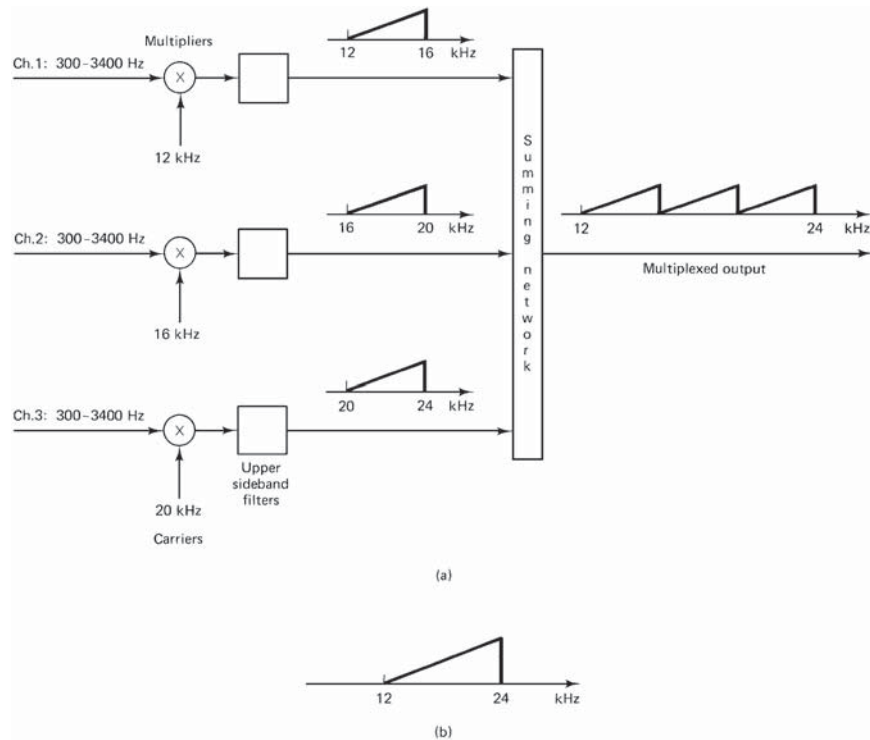 Multipliers
12 16 kHz
Ch.1: 300-3400 Hz
X
12 kHz
Summing network
16 20 kHz
12 24 kHz
Ch.2: 300-3400 Hz
X
Multiplexed output
16 kHz
20 24 kHz
Ch.3: 300-3400 Hz
X
Upper
sideband
filters
20 kHz
Carriers
(a)
12 24 kHz
(b)